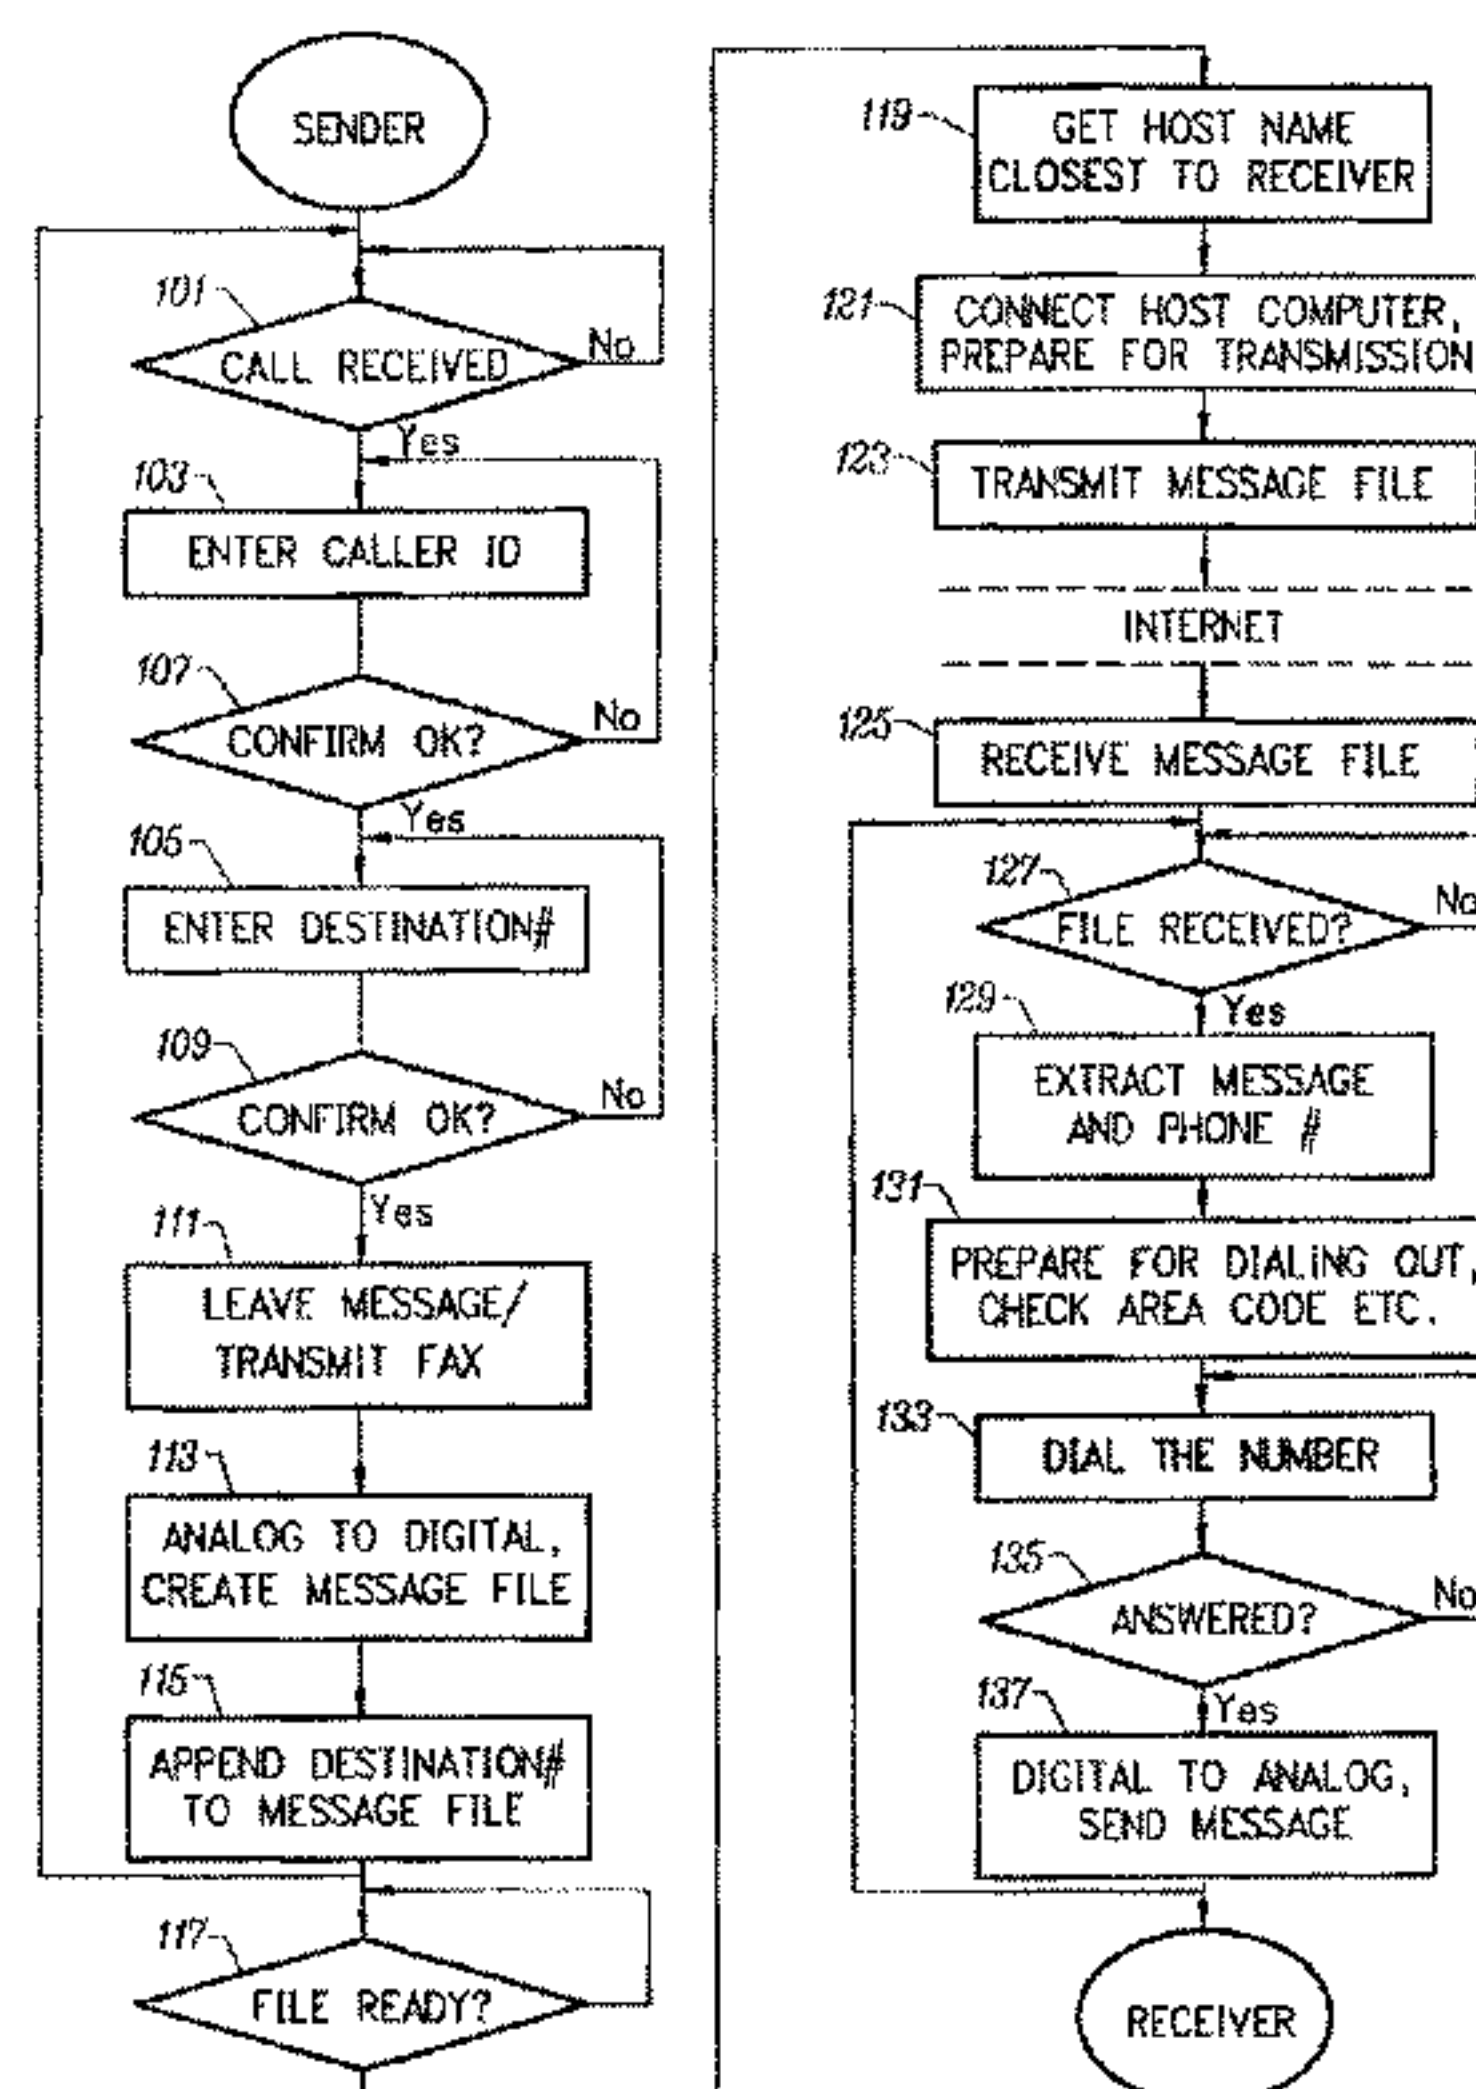 SENDER
101
CALL RECEIVED
No
Yes
103
ENTER CALLER ID
107
CONFIRM OK?
No
Yes
105
ENTER DESTINATION#
109
CONFIRM OK?
No
Yes
111
LEAVE MESSAGE/
TRANSMIT FAX
113
ANALOG TO DIGITAL,
CREATE MESSAGE FILE
115
APPEND DESTINATION#
TO MESSAGE FILE
117
FILE READY?
119
GET HOST NAME
CLOSEST TO RECEIVER
121
CONNECT HOST COMPUTER,
PREPARE FOR TRANSMISSION
123
TRANSMIT MESSAGE FILE
INTERNET
125
RECEIVE MESSAGE FILE
127
FILE RECEIVED?
No
Yes
129
EXTRACT MESSAGE
AND PHONE #
131
PREPARE FOR DIALING OUT,
CHECK AREA CODE ETC.
133
DIAL THE NUMBER
135
ANSWERED?
No
Yes
137
DIGITAL TO ANALOG,
SEND MESSAGE
RECEIVER